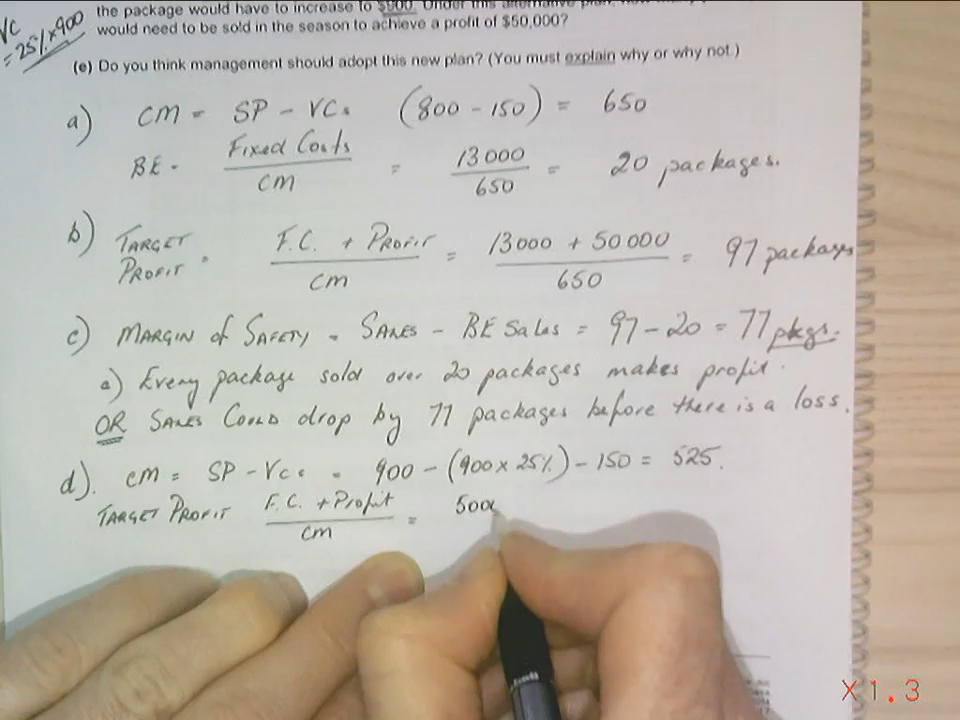 VC
= 25% x 900
the package would have to increase to $900. Under this alternative plan,
would need to be sold in the season to achieve a profit of $50,000?
(e) Do you think management should adopt this new plan? (You must explain why or why not.)
a) CM = SP - VCs (800 - 150) = 650
BE = Fixed Costs / CM = 13000 / 650 = 20 packages.
b) TARGET PROFIT = F.C. + PROFIT / CM = 13000 + 50000 / 650 = 97 packages
c) MARGIN of SAFETY = SALES - BE Sales = 97 - 20 = 77 pkgs.
a) Every package sold over 20 packages makes profit.
OR SALES COULD drop by 77 packages before there is a loss.
d). CM = SP - VCs = 900 - (900 x 25%) - 150 = 525.
TARGET PROFIT F.C. + Profit / CM = 500
X1.3